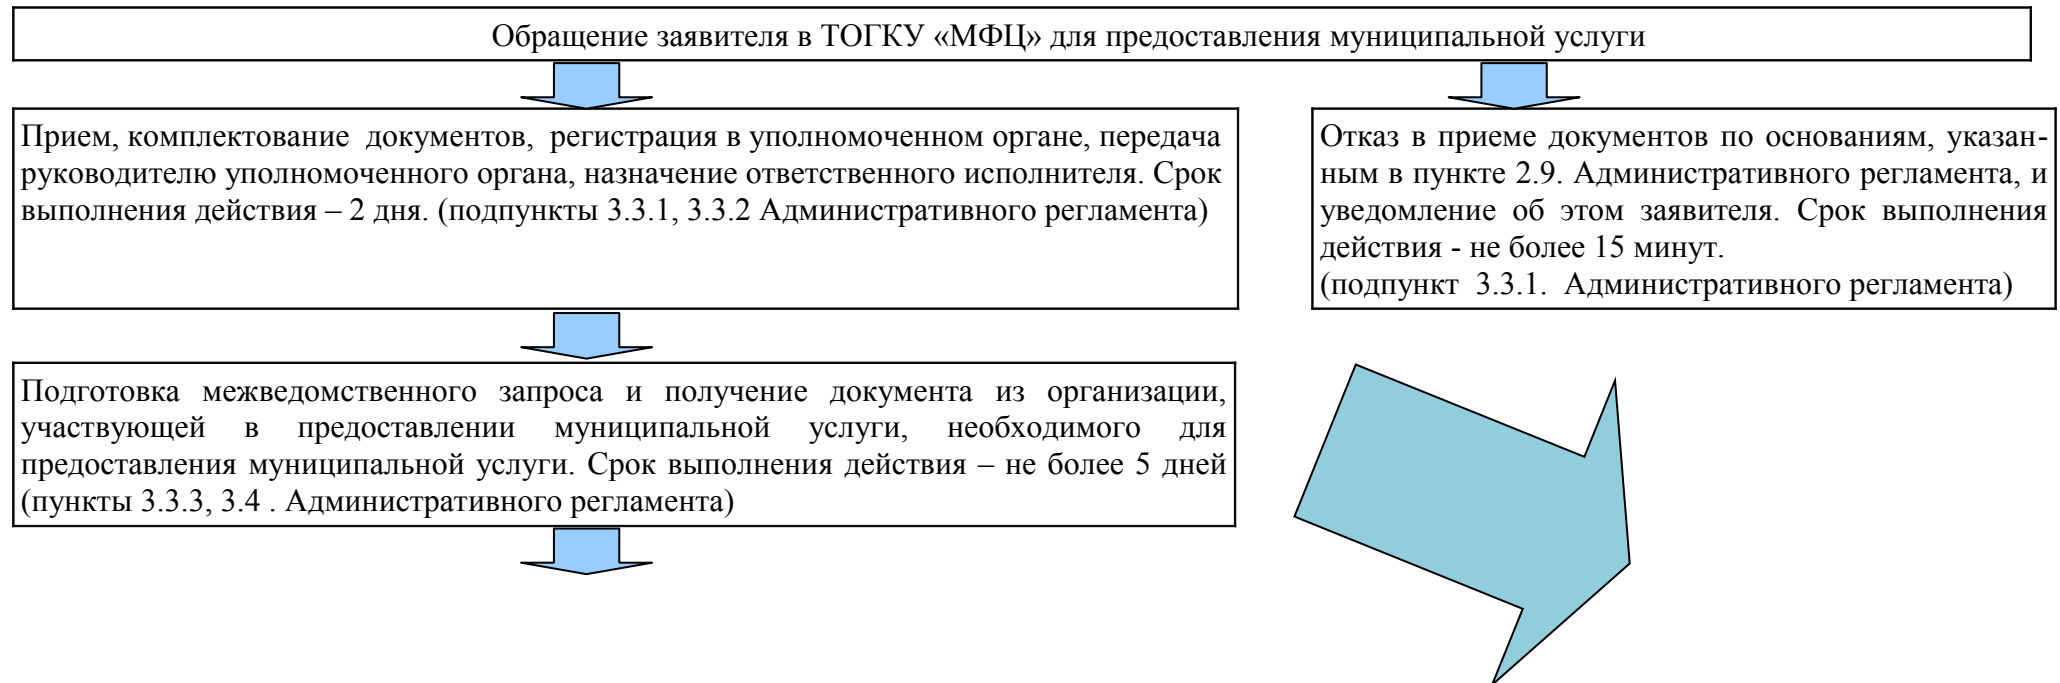 Обращение заявителя в ТОГКУ «МФЦ» для предоставления муниципальной услуги
Прием, комплектование документов, регистрация в уполномоченном органе, передача
руководителю уполномоченного органа, назначение ответственного исполнителя. Срок
выполнения действия – 2 дня. (подпункты 3.3.1, 3.3.2 Административного регламента)
Отказ в приеме документов по основаниям, указан-
ным в пункте 2.9. Административного регламента, и
уведомление об этом заявителя. Срок выполнения
действия - не более 15 минут.
(подпункт 3.3.1. Административного регламента)
Подготовка межведомственного запроса и получение документа из организации,
участвующей в предоставлении муниципальной услуги, необходимого для
предоставления муниципальной услуги. Срок выполнения действия – не более 5 дней
(пункты 3.3.3, 3.4 . Административного регламента)